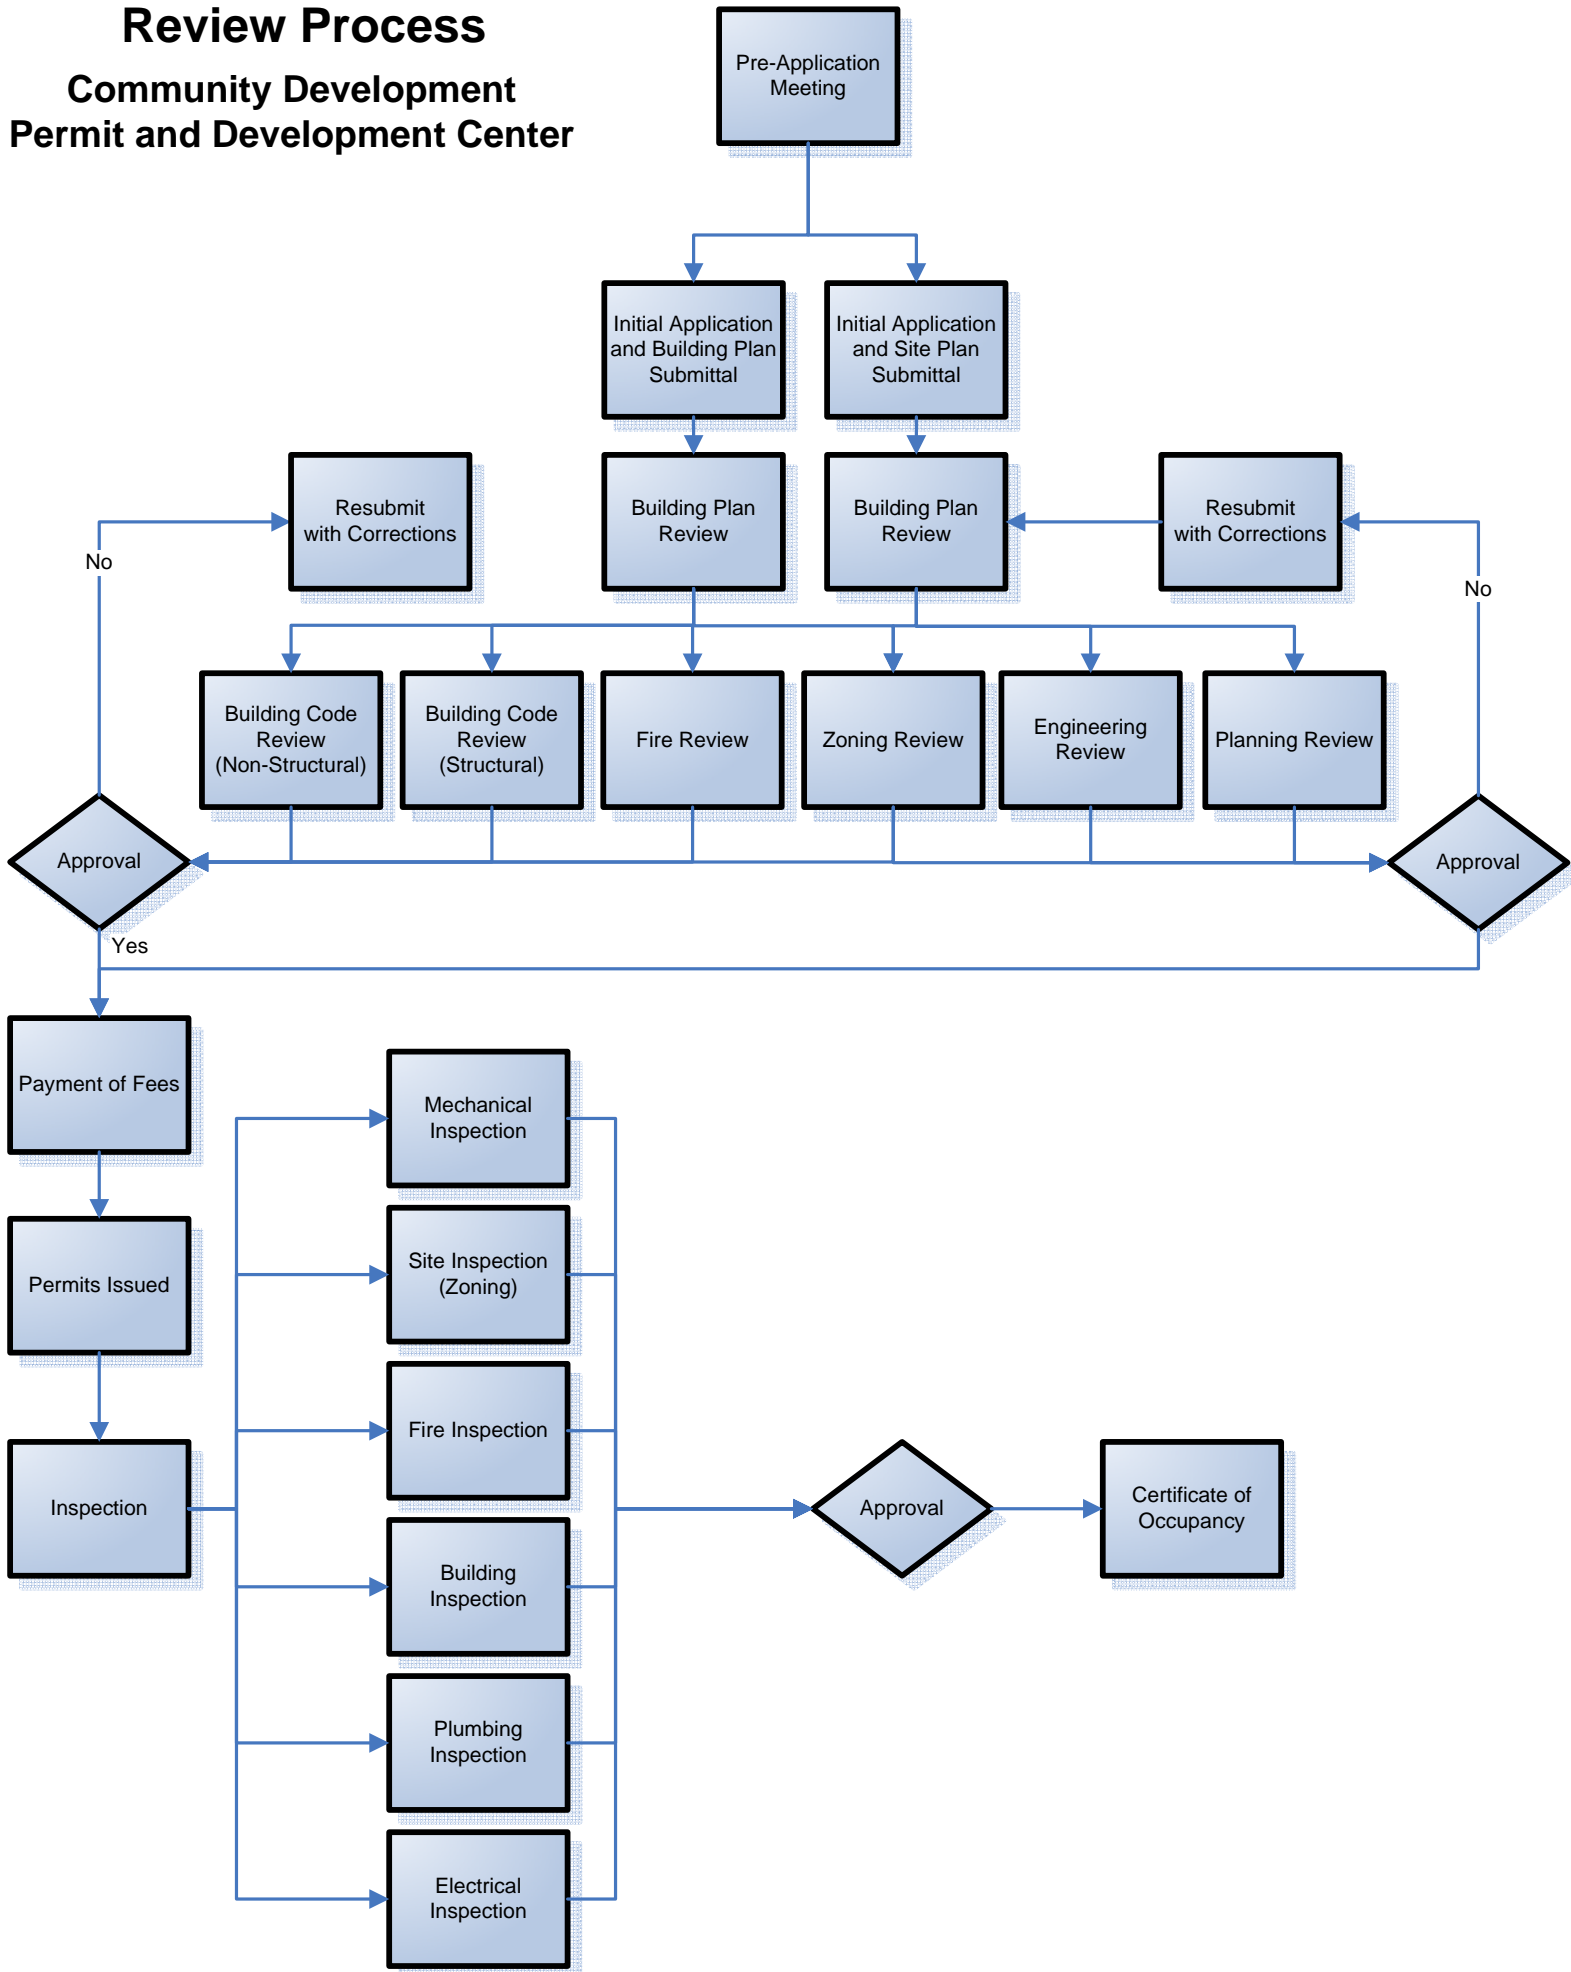 Review Process
Community Development
Permit and Development Center
Pre-Application
Meeting
Initial Application
and Building Plan
Submittal
Initial Application
and Site Plan
Submittal
Resubmit
with Corrections
Building Plan
Review
Building Plan
Review
Resubmit
with Corrections
No
No
Building Code
Review
(Non-Structural)
Building Code
Review
(Structural)
Fire Review
Zoning Review
Engineering
Review
Planning Review
Approval
Approval
Yes
Payment of Fees
Permits Issued
Inspection
Mechanical
Inspection
Site Inspection
(Zoning)
Fire Inspection
Building
Inspection
Plumbing
Inspection
Electrical
Inspection
Approval
Certificate of
Occupancy